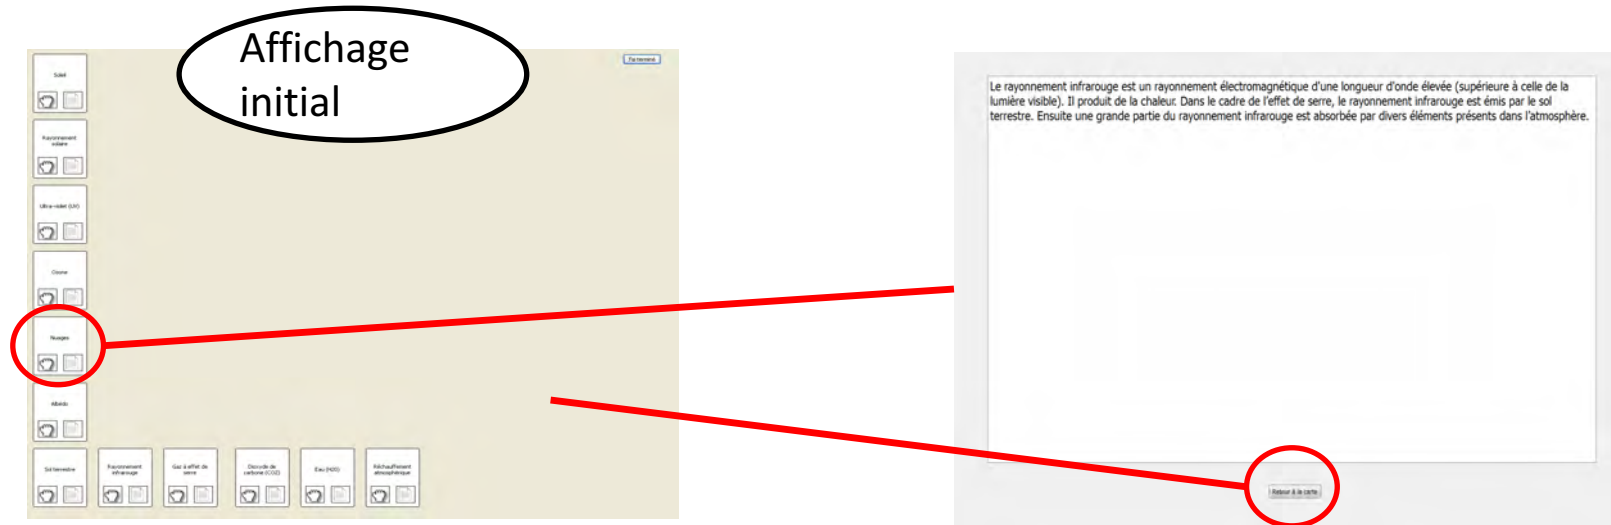 Affichage
initial
J'ai terminé
Soleil
Rayonnement
solaire
Ultra-violet (UV)
Ozone
Nuages
Albédo
Sol terrestre
Rayonnement
infrarouge
Gaz à effet de
serre
Dioxyde de
carbone (CO2)
Eau (H2O)
Réchauffement
atmosphérique
Le rayonnement infrarouge est un rayonnement électromagnétique d'une longueur d'onde élevée (supérieure à celle de la
lumière visible). Il produit de la chaleur. Dans le cadre de l'effet de serre, le rayonnement infrarouge est émis par le sol
terrestre. Ensuite une grande partie du rayonnement infrarouge est absorbée par divers éléments présents dans l'atmosphère.
Retour à la carte